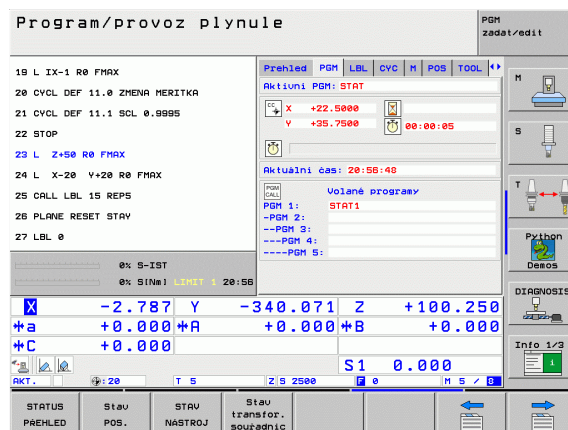 Program/provoz plynule
PGM
zadat/edit
19 L IX-1 R0 FMAX
20 CYCL DEF 11.0 ZMENA MERITKA
21 CYCL DEF 11.1 SCL 0.9995
22 STOP
23 L Z+50 R0 FMAX
24 L X-20 Y+20 R0 FMAX
25 CALL LBL 15 REP5
26 PLANE RESET STAY
27 LBL 0
0% S-IST
0% S[Nm] LIMIT 1 20:56
Prehled PGM LBL CYC M POS TOOL
Aktivni PGM: STAT
CC
X +22.5000
Y +35.7500
00:00:05
Aktuální čas: 20:56:48
PGM CALL
Volané programy
PGM 1: STAT1
-PGM 2:
--PGM 3:
---PGM 4:
----PGM 5:
X -2.787 Y -340.071 Z +100.250
a +0.000 A +0.000 B +0.000
C +0.000
S1 0.000
AKT. : 20 T 5 Z S 2500 F 0 M 5 / 8
M
S
T
Python
Demos
DIAGNOSIS
Info 1/3
STATUS
PŘEHLED
Stav
POS.
STAV
NÁSTROJ
Stav
transfor.
souřadnic